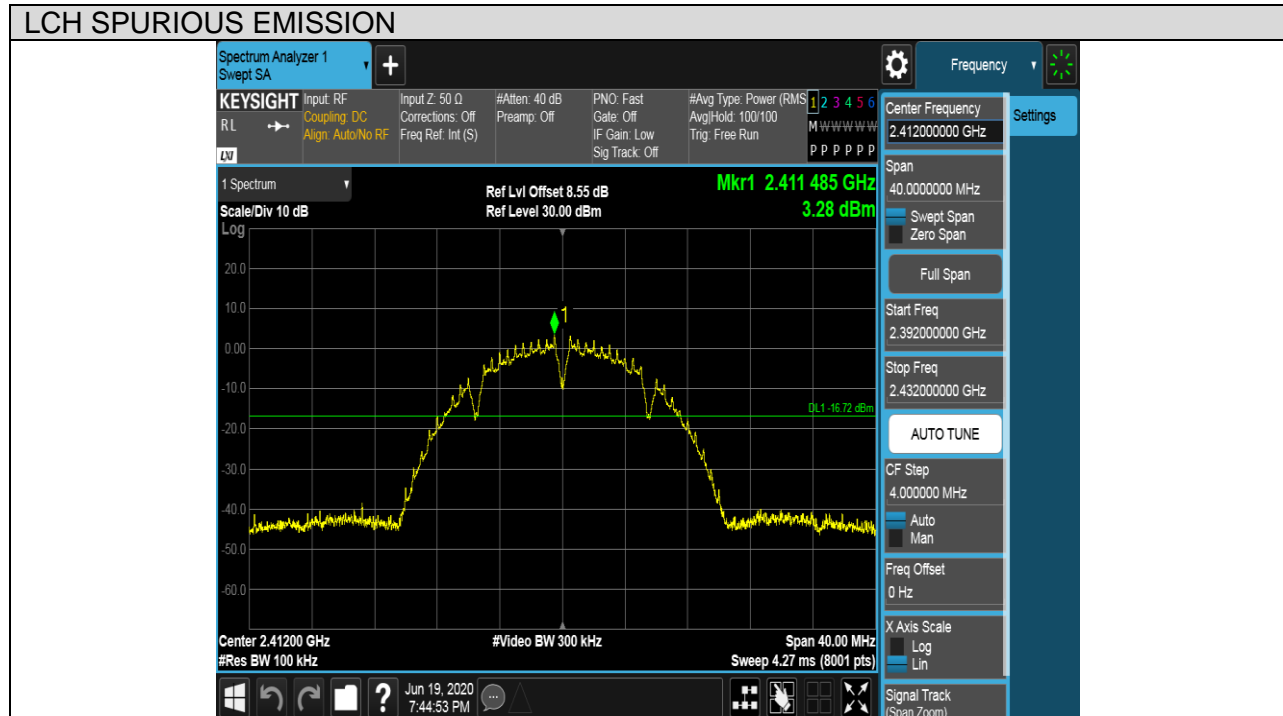 LCH SPURIOUS EMISSION
Spectrum Analyzer 1
Swept SA
Frequency
KEYSIGHT
RL
LXI
Input: RF
Coupling: DC
Align: Auto/No RF
Input Z: 50 Ω
Corrections: Off
Freq Ref: Int (S)
#Atten: 40 dB
Preamp: Off
PNO: Fast
Gate: Off
IF Gain: Low
Sig Track: Off
#Avg Type: Power (RMS
Avg|Hold: 100/100
Trig: Free Run
1 2 3 4 5 6
M W W W W W
P P P P P P
1 Spectrum
Scale/Div 10 dB
Log
Ref Lvl Offset 8.55 dB
Ref Level 30.00 dBm
Mkr1 2.411 485 GHz
3.28 dBm
20.0
10.0
0.00
-10.0
-20.0
-30.0
-40.0
-50.0
-60.0
1
DL1 -16.72 dBm
Center 2.41200 GHz
#Res BW 100 kHz
#Video BW 300 kHz
Span 40.00 MHz
Sweep 4.27 ms (8001 pts)
Jun 19, 2020
7:44:53 PM
Center Frequency
2.412000000 GHz
Settings
Span
40.0000000 MHz
Swept Span
Zero Span
Full Span
Start Freq
2.392000000 GHz
Stop Freq
2.432000000 GHz
AUTO TUNE
CF Step
4.000000 MHz
Auto
Man
Freq Offset
0 Hz
X Axis Scale
Log
Lin
Signal Track
(Span Zoom)